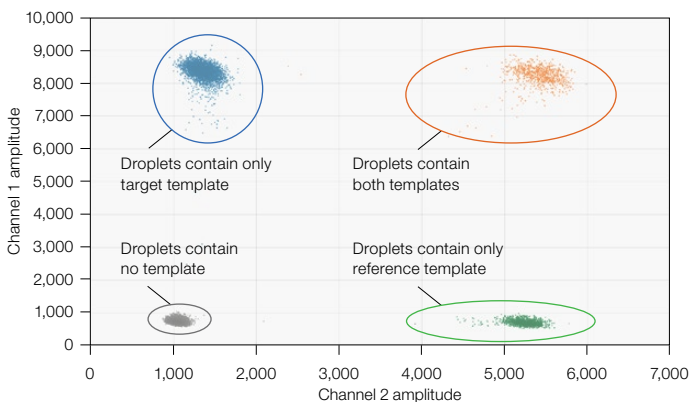 10,000
9,000
8,000
7,000
6,000
5,000
4,000
3,000
2,000
1,000
0
Channel 1 amplitude
Droplets contain only
target template
Droplets contain
both templates
Droplets contain
no template
Droplets contain only
reference template
0 1,000 2,000 3,000 4,000 5,000 6,000 7,000
Channel 2 amplitude